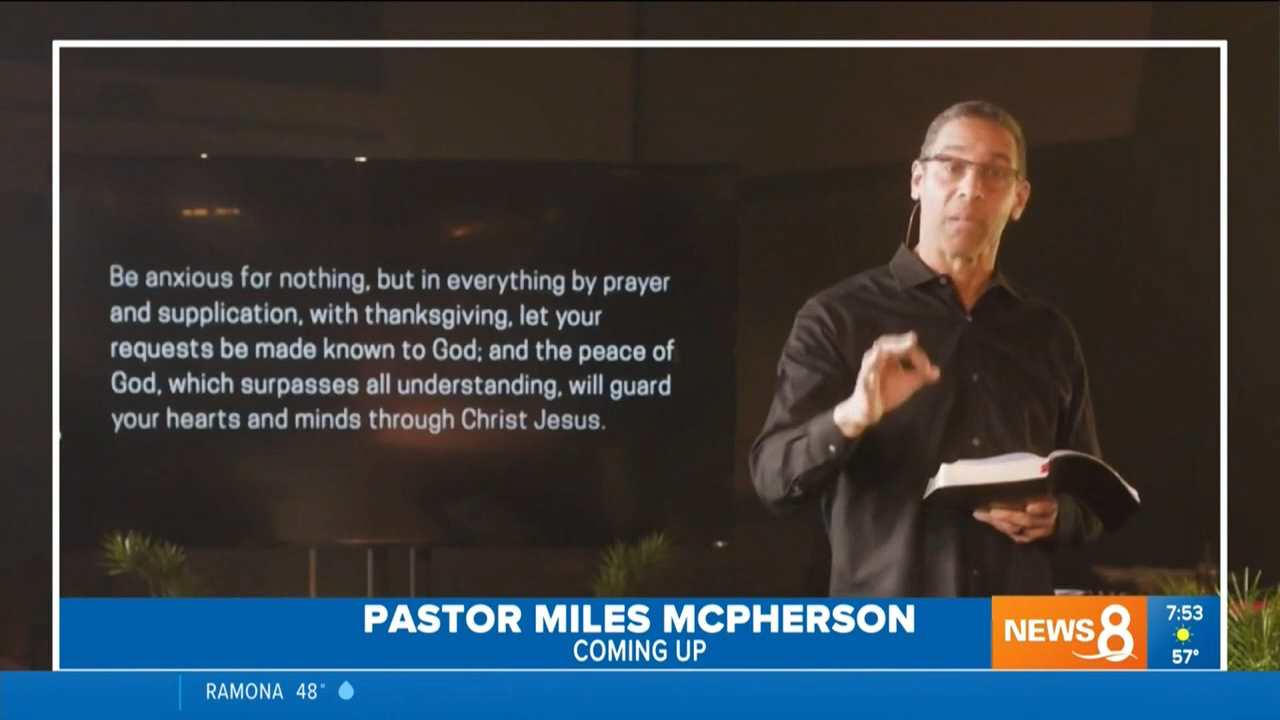 Be anxious for nothing, but in everything by prayer
and supplication, with thanksgiving, let your
requests be made known to God; and the peace of
God, which surpasses all understanding, will guard
your hearts and minds through Christ Jesus.
PASTOR MILES MCPHERSON
COMING UP
NEWS 8
7:53
57°
RAMONA 48°